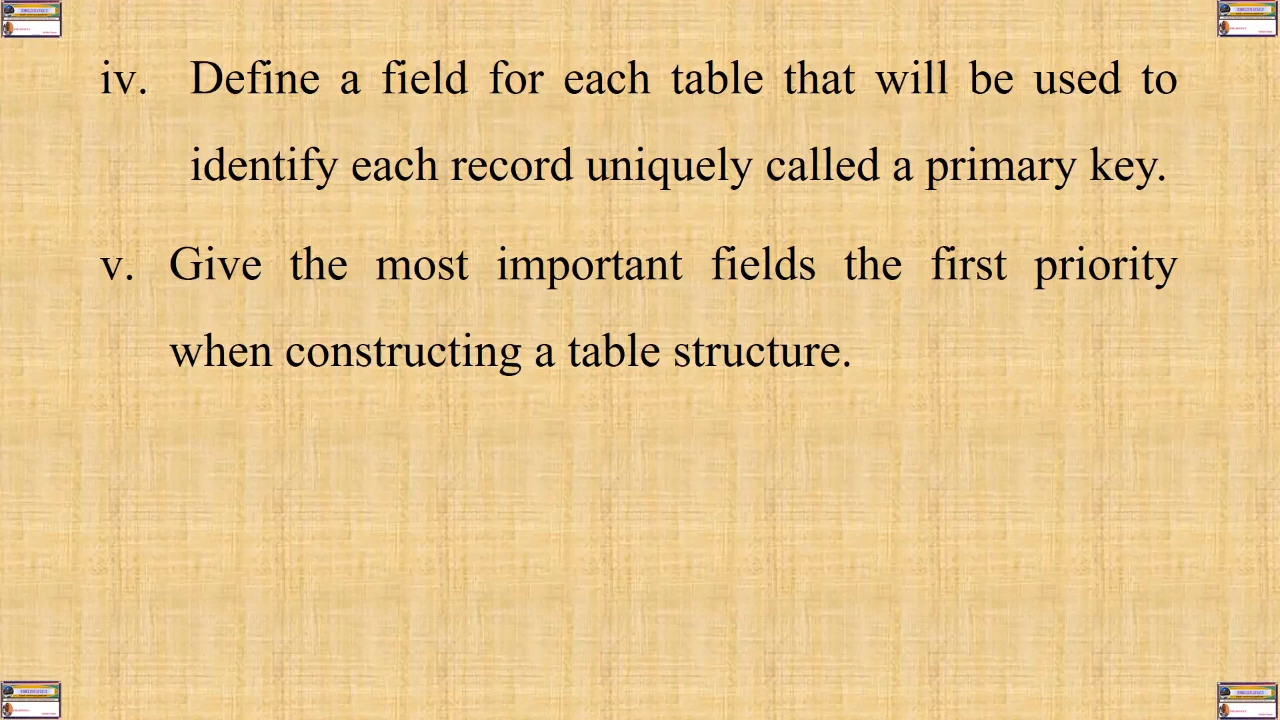 iv. Define a field for each table that will be used to
identify each record uniquely called a primary key.
v. Give the most important fields the first priority
when constructing a table structure.